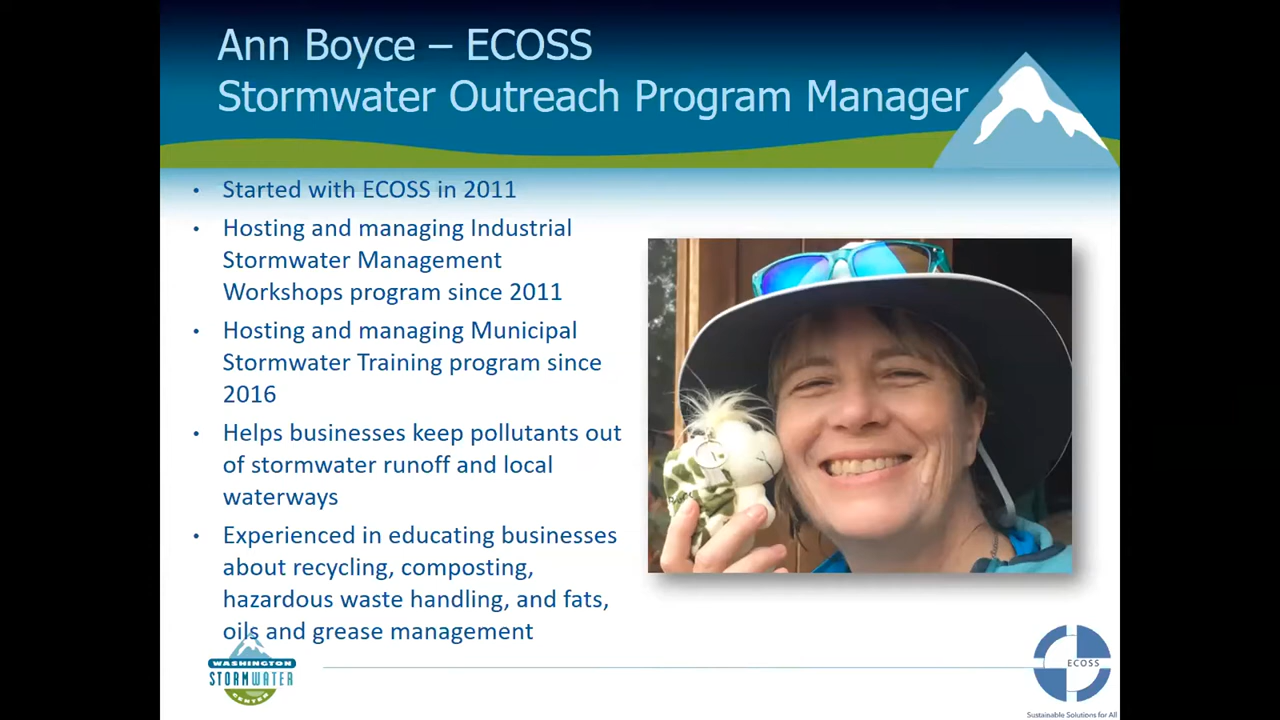 Ann Boyce – ECOSS
Stormwater Outreach Program Manager
• Started with ECOSS in 2011
• Hosting and managing Industrial
Stormwater Management
Workshops program since 2011
• Hosting and managing Municipal
Stormwater Training program since
2016
• Helps businesses keep pollutants out
of stormwater runoff and local
waterways
• Experienced in educating businesses
about recycling, composting,
hazardous waste handling, and fats,
oils and grease management
WASHINGTON
STORMWATER
CENTER
ECOSS
Sustainable Solutions for All